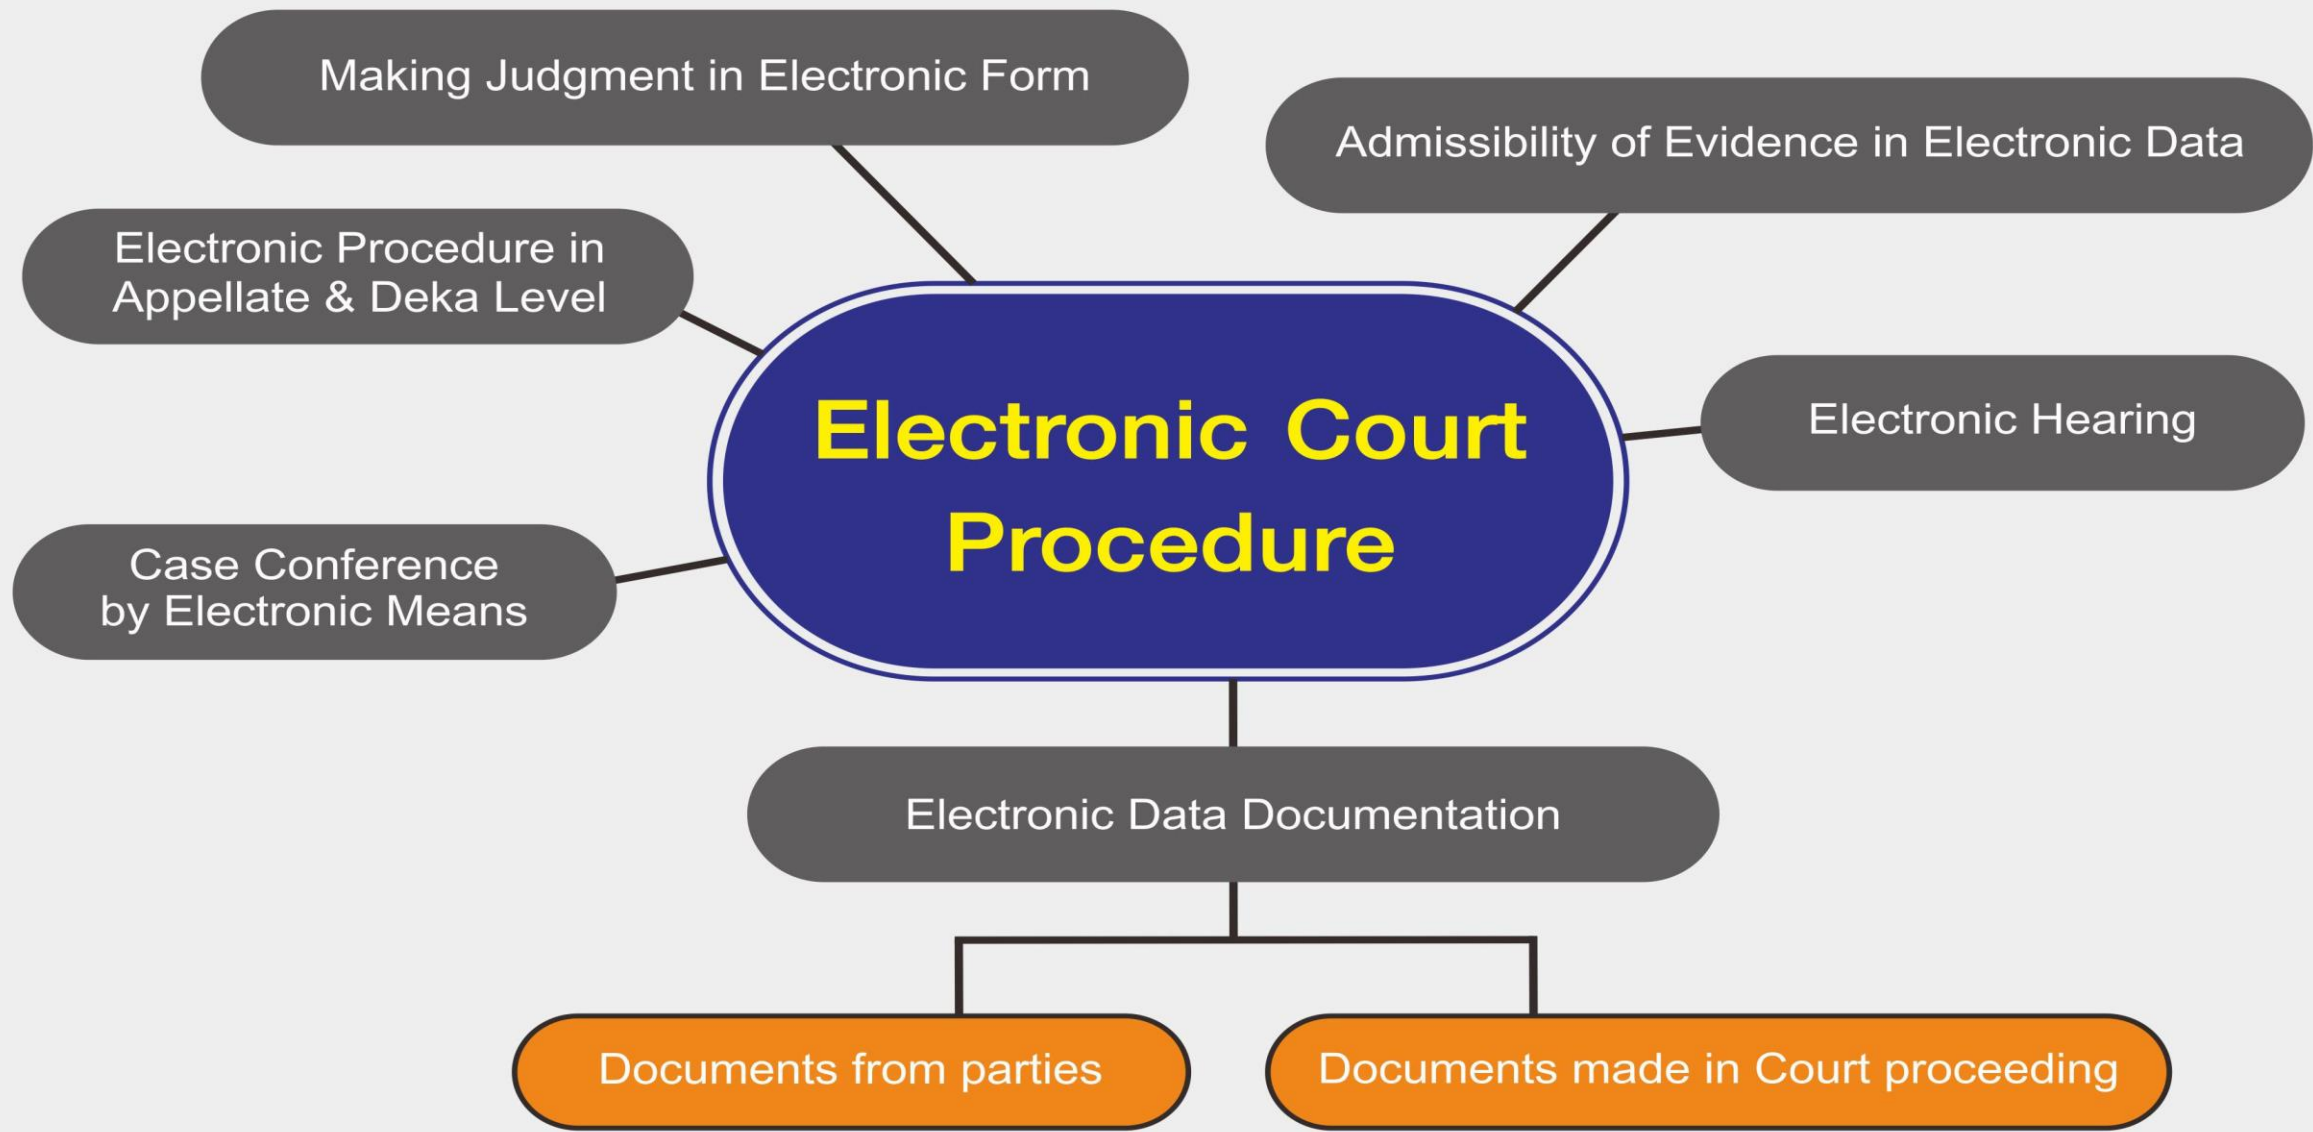 Making Judgment in Electronic Form
Admissibility of Evidence in Electronic Data
Electronic Procedure in
Appellate & Deka Level
Electronic Court
Procedure
Electronic Hearing
Case Conference
by Electronic Means
Electronic Data Documentation
Documents from parties
Documents made in Court proceeding